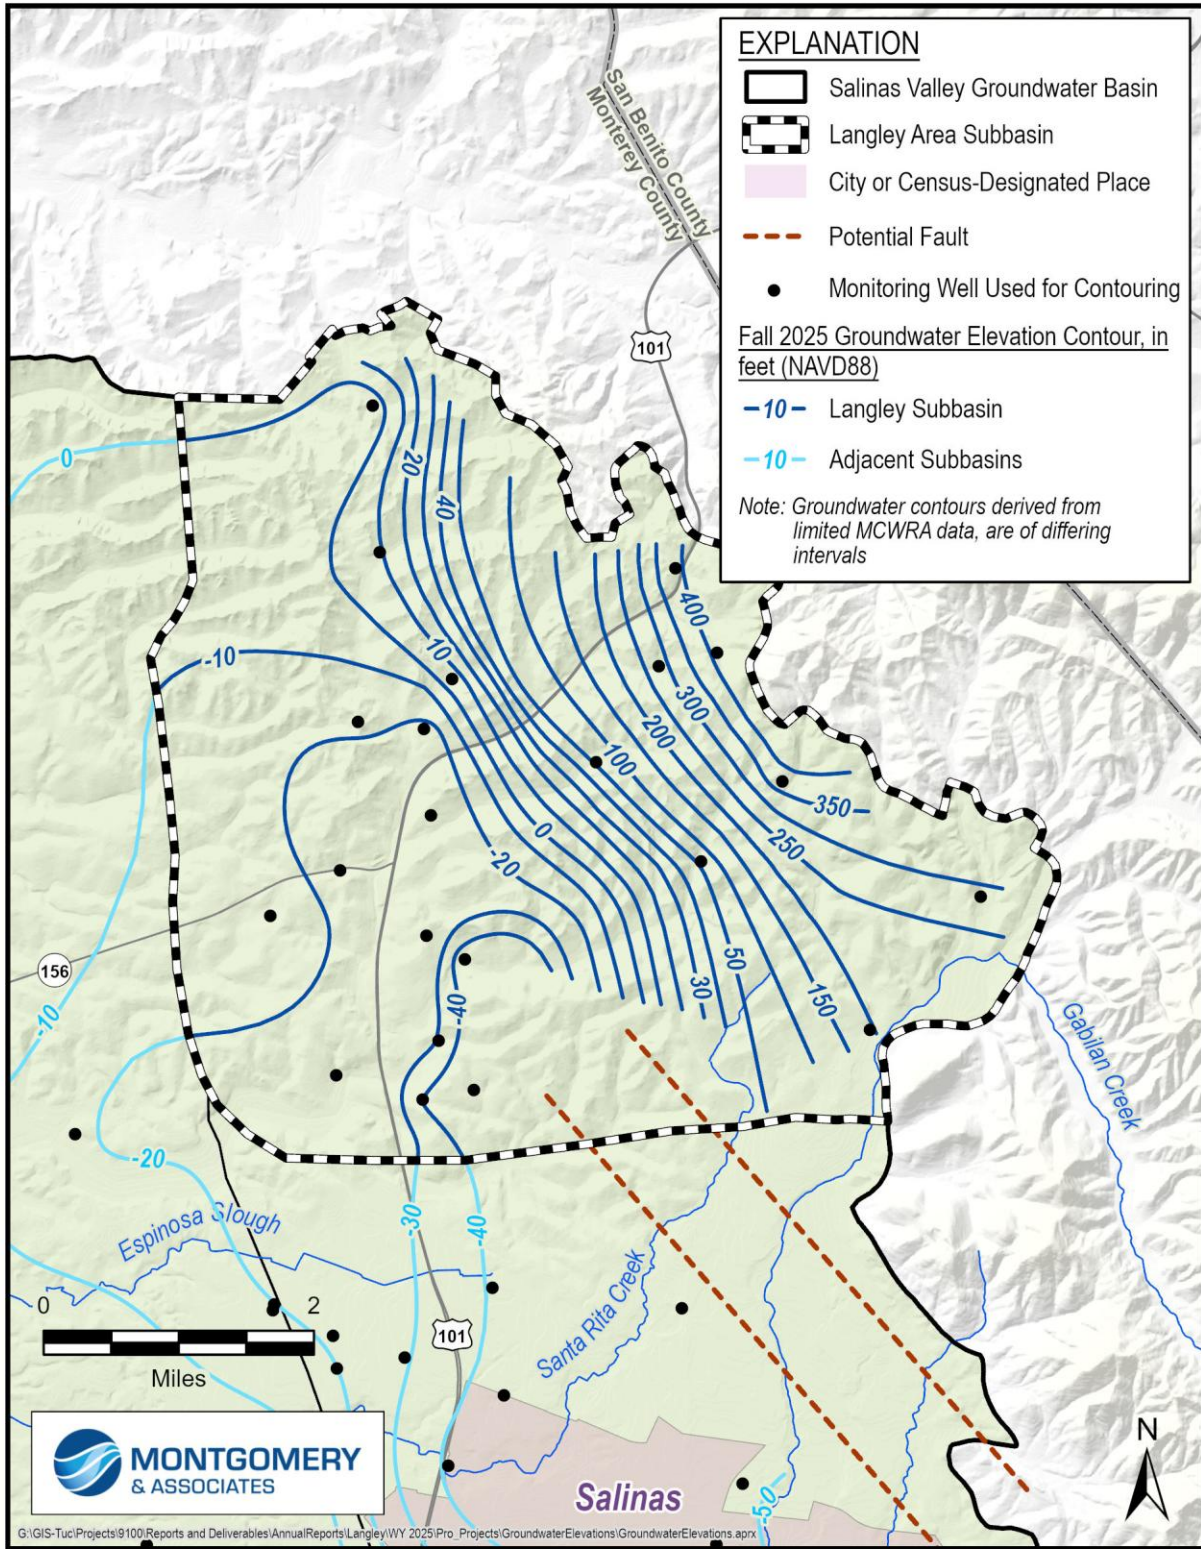 EXPLANATION
Salinas Valley Groundwater Basin
Langley Area Subbasin
City or Census-Designated Place
Potential Fault
Monitoring Well Used for Contouring
Fall 2025 Groundwater Elevation Contour, in
feet (NAVD88)
10 Langley Subbasin
10 Adjacent Subbasins
Note: Groundwater contours derived from
limited MCWRA data, are of differing
intervals
San Benito County
Monterey County
101
0
20
40
400
-10
10
300
200
100
350
0
250
-20
156
-10
50
30
150
-40
Gabilan Creek
-20
Espinosa Slough
-30
-40
Santa Rita Creek
0 2
Miles
101
MONTGOMERY
& ASSOCIATES
Salinas
-50
N
G:\GIS-Tuc\Projects\9100\Reports and Deliverables\AnnualReports\Langley\WY 2025\Pro_Projects\GroundwaterElevations\GroundwaterElevations.aprx